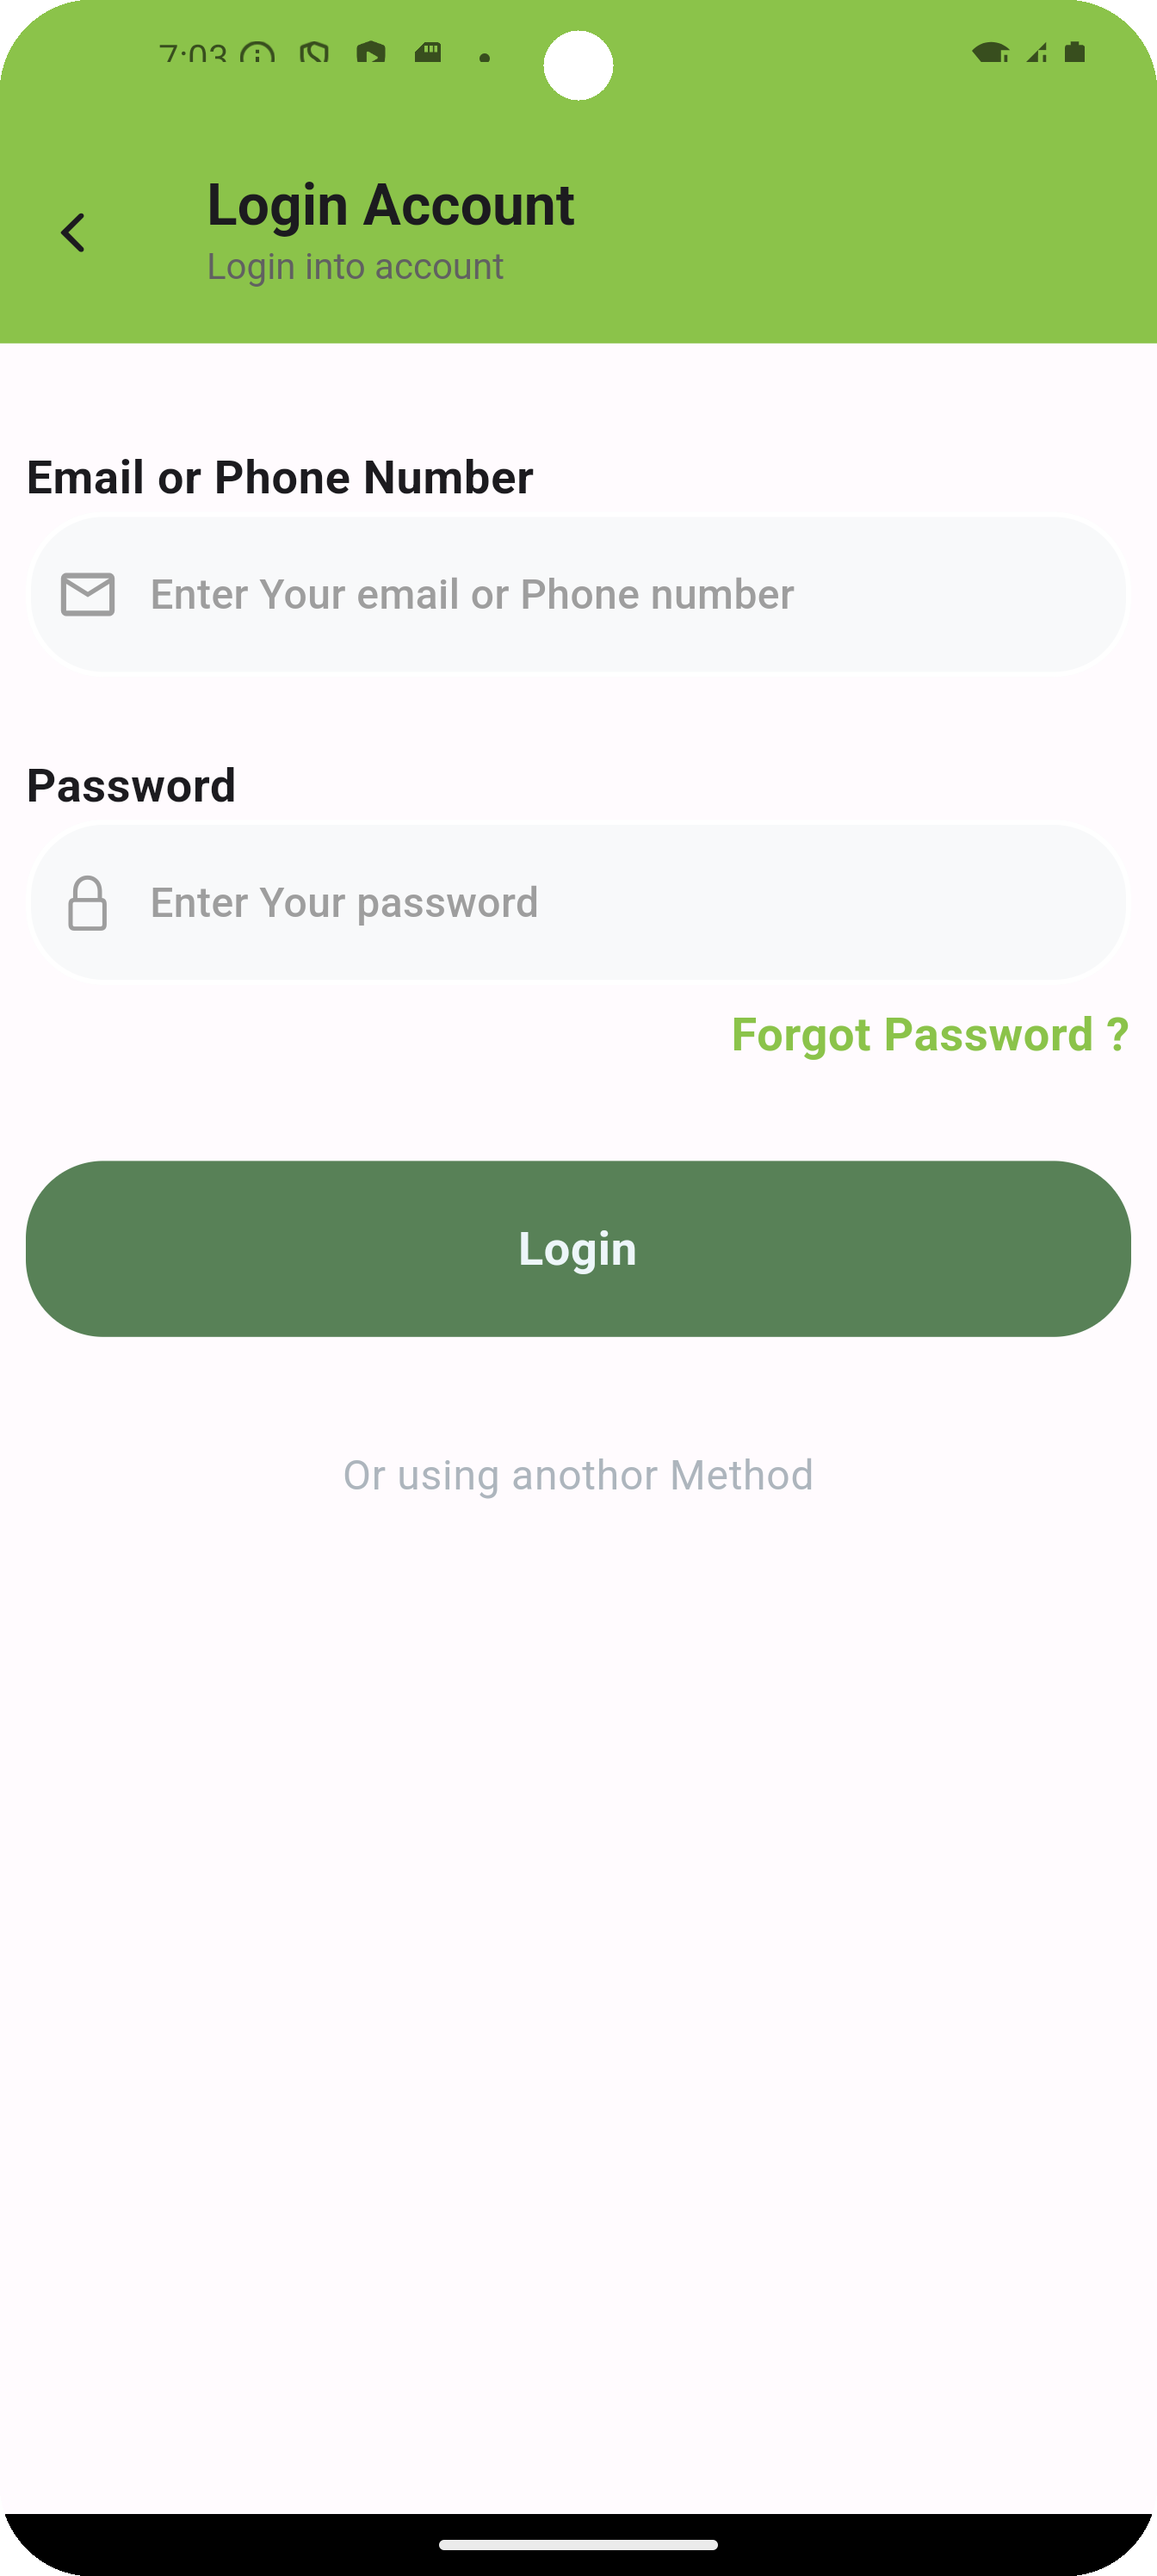 7:03
Login Account
Login into account
Email or Phone Number
Enter Your email or Phone number
Password
Enter Your password
Forgot Password ?
Login
Or using anothor Method